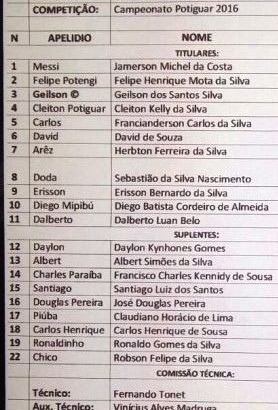 COMPETIÇÃO: Campeonato Potiguar 2016
N APELIDIO NOME
TITULARES:
1 Messi Jamerson Michel da Costa
2 Felipe Potengi Felipe Henrique Mota da Silva
3 Geilson © Geilson dos Santos Silva
4 Cleiton Potiguar Cleiton Kelly da Silva
5 Carlos Francianderson Carlos da Silva
6 David David de Souza
7 Arêz Herbton Ferreira da Silva
8 Doda Sebastião da Silva Nascimento
9 Erisson Erisson Bernardo da Silva
10 Diego Mipibú Diego Batista Cordeiro de Almeida
11 Dalberto Dalberto Luan Belo
SUPLENTES:
12 Daylon Daylon Kynhones Gomes
13 Albert Albert Simões da Silva
14 Charles Paraíba Francisco Charles Kennidy de Sousa
15 Santiago Santiago Luiz dos Santos
16 Douglas Pereira José Douglas Pereira
17 Piúba Claudiano Horácio de Lima
18 Carlos Henrique Carlos Henrique de Sousa
19 Ronaldinho Ronaldo Gomes da Silva
22 Chico Robson Felipe da Silva
COMISSÃO TÉCNICA:
Técnico: Fernando Tonet
Aux. Técnico: Vinícius Alves Madruga